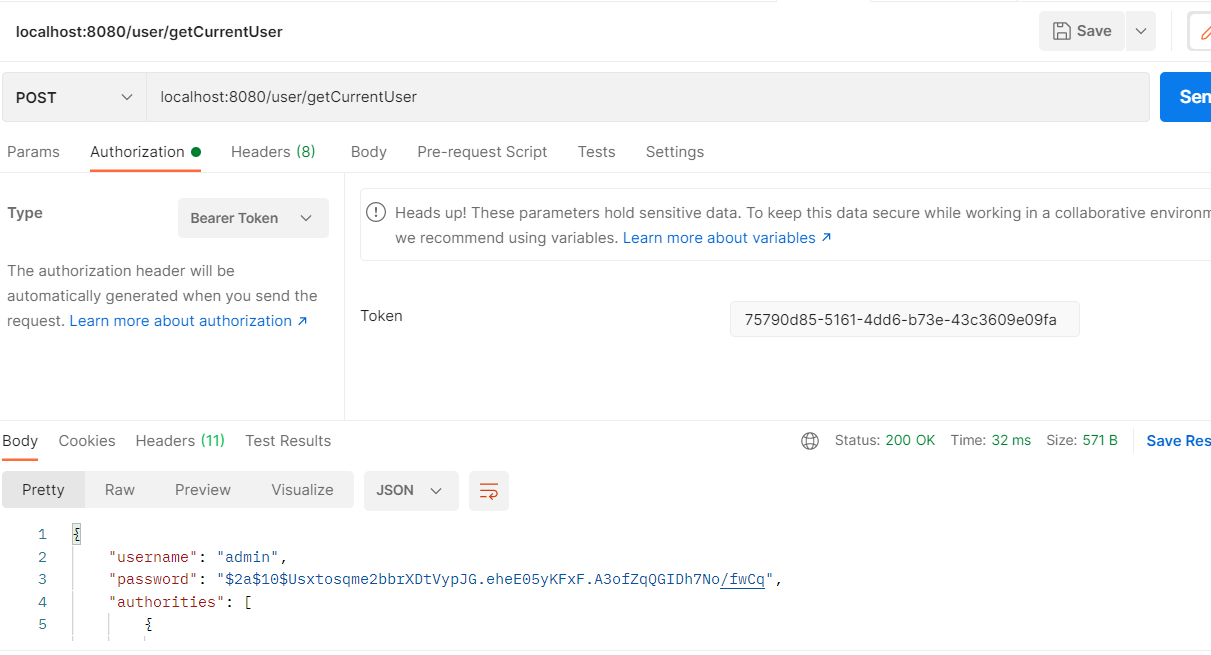 localhost:8080/user/getCurrentUser
Save
POST
localhost:8080/user/getCurrentUser
Sen
Params Authorization Headers (8) Body Pre-request Script Tests Settings
Type
Bearer Token
The authorization header will be
automatically generated when you send the
request. Learn more about authorization ↗
Heads up! These parameters hold sensitive data. To keep this data secure while working in a collaborative environm
we recommend using variables. Learn more about variables ↗
Token
75790d85-5161-4dd6-b73e-43c3609e09fa
Body Cookies Headers (11) Test Results
Status: 200 OK Time: 32 ms Size: 571 B Save Res
Pretty Raw Preview Visualize JSON
1 {
2 "username": "admin",
3 "password": "$2a$10$Usxtosqme2bbrXDtVypJG.eheE05yKFxF.A3ofZqQGIDh7No/fwCq",
4 "authorities": [
5 {